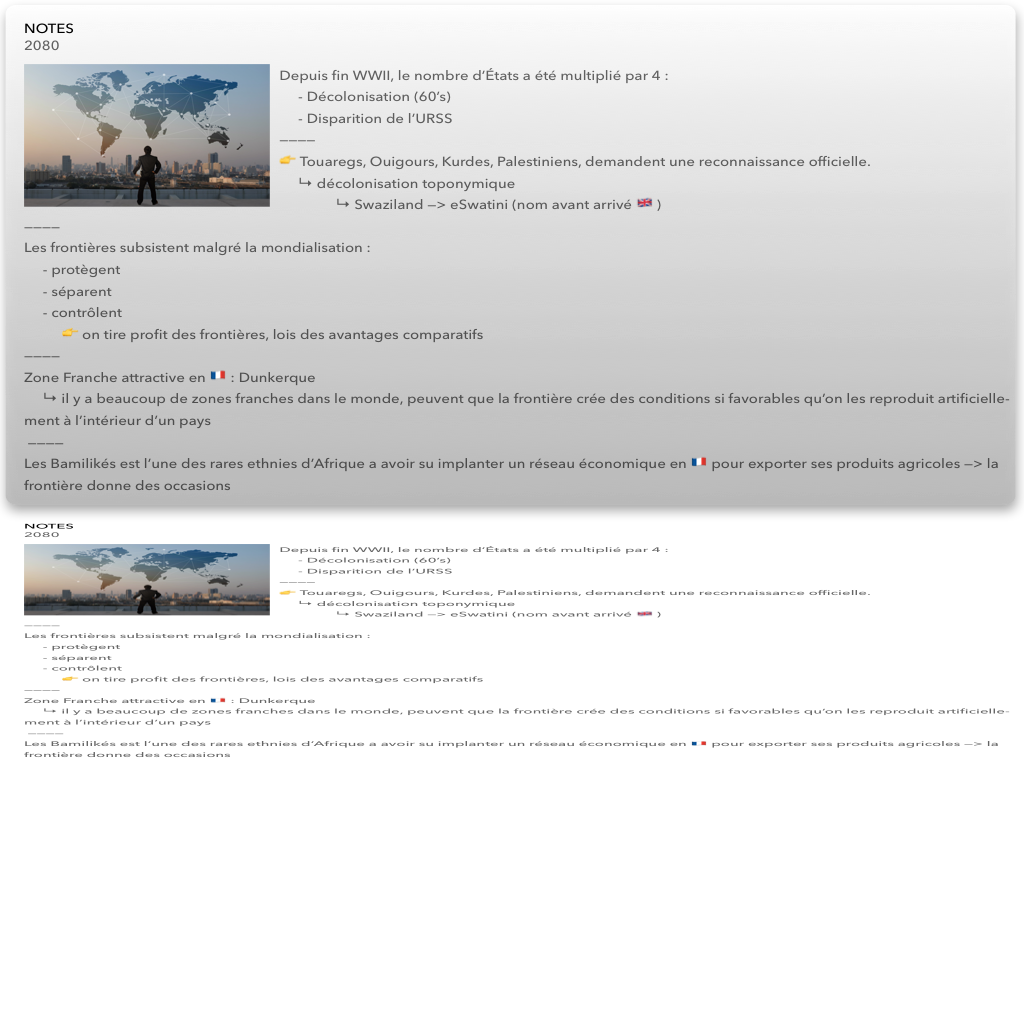 NOTES
2080
Depuis fin WWII, le nombre d’États a été multiplié par 4 :
- Décolonisation (60’s)
- Disparition de l’URSS
————
👉 Touaregs, Ouigours, Kurdes, Palestiniens, demandent une reconnaissance officielle.
↳ décolonisation toponymique
↳ Swaziland —> eSwatini (nom avant arrivé 🇬🇧 )
————
Les frontières subsistent malgré la mondialisation :
- protègent
- séparent
- contrôlent
👉 on tire profit des frontières, lois des avantages comparatifs
————
Zone Franche attractive en 🇫🇷 : Dunkerque
↳ il y a beaucoup de zones franches dans le monde, peuvent que la frontière crée des conditions si favorables qu’on les reproduit artificielle-
ment à l’intérieur d’un pays
————
Les Bamilikés est l’une des rares ethnies d’Afrique a avoir su implanter un réseau économique en 🇫🇷 pour exporter ses produits agricoles —> la
frontière donne des occasions
NOTES
2080
Depuis fin WWII, le nombre d’États a été multiplié par 4 :
- Décolonisation (60’s)
- Disparition de l’URSS
————
👉 Touaregs, Ouigours, Kurdes, Palestiniens, demandent une reconnaissance officielle.
↳ décolonisation toponymique
↳ Swaziland —> eSwatini (nom avant arrivé 🇬🇧 )
————
Les frontières subsistent malgré la mondialisation :
- protègent
- séparent
- contrôlent
👉 on tire profit des frontières, lois des avantages comparatifs
————
Zone Franche attractive en 🇫🇷 : Dunkerque
↳ il y a beaucoup de zones franches dans le monde, peuvent que la frontière crée des conditions si favorables qu’on les reproduit artificielle-
ment à l’intérieur d’un pays
————
Les Bamilikés est l’une des rares ethnies d’Afrique a avoir su implanter un réseau économique en 🇫🇷 pour exporter ses produits agricoles —> la
frontière donne des occasions